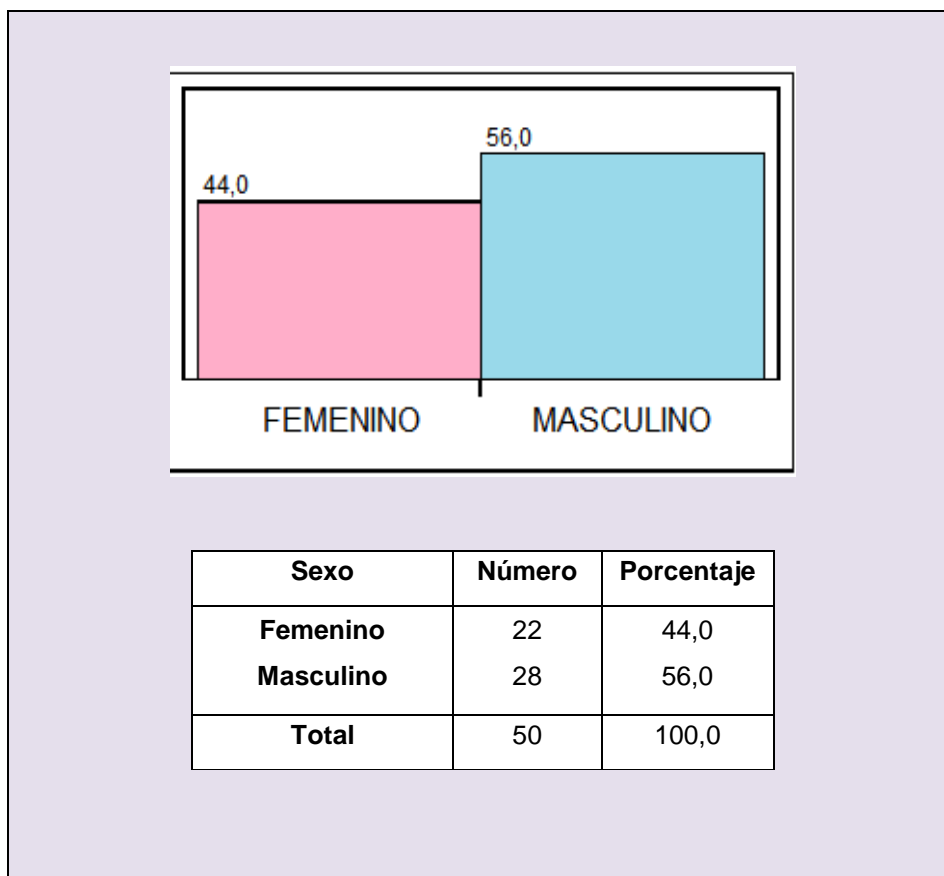 56,0
44,0
FEMENINO MASCULINO
Sexo Número Porcentaje
Femenino 22 44,0
Masculino 28 56,0
Total 50 100,0